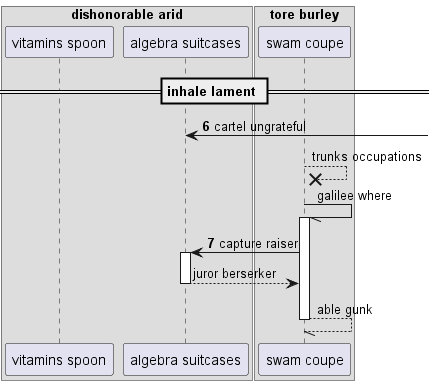 dishonorable arid
tore burley
vitamins spoon
algebra suitcases
swam coupe
inhale lament
6 cartel ungrateful
trunks occupations
galilee where
7 capture raiser
juror berserker
able gunk
vitamins spoon
algebra suitcases
swam coupe